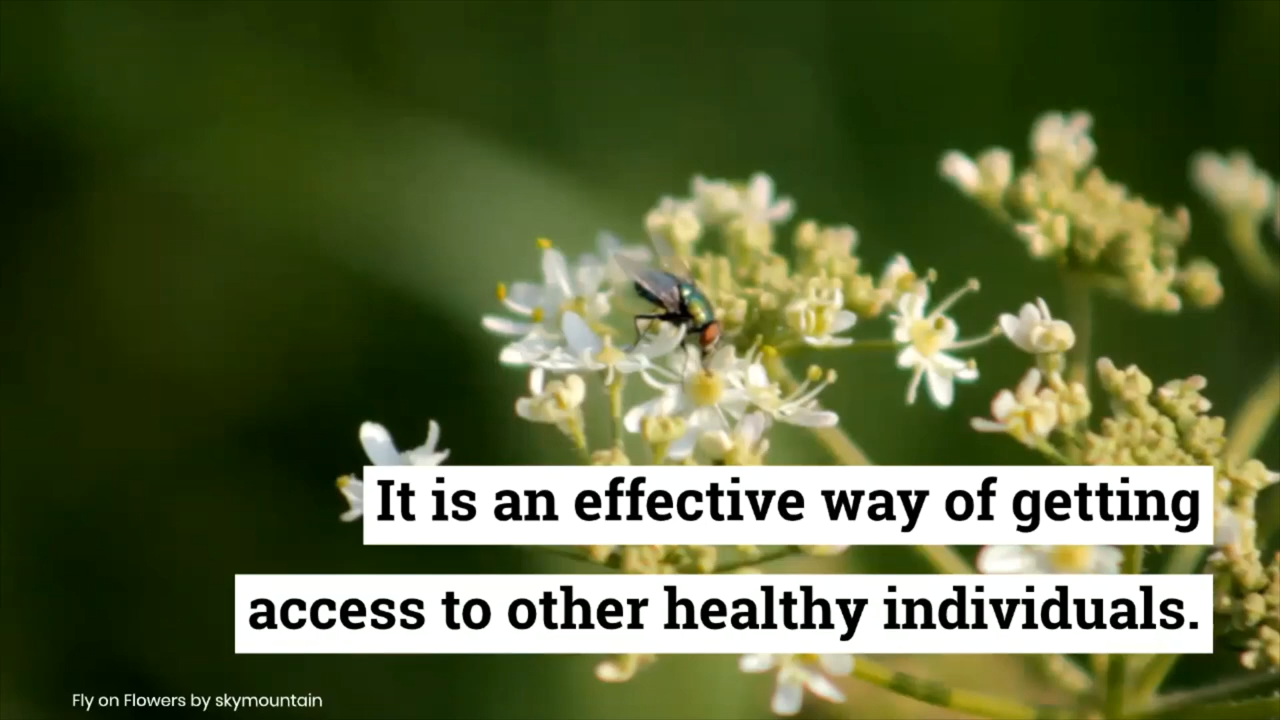 It is an effective way of getting
access to other healthy individuals.
Fly on Flowers by skymountain